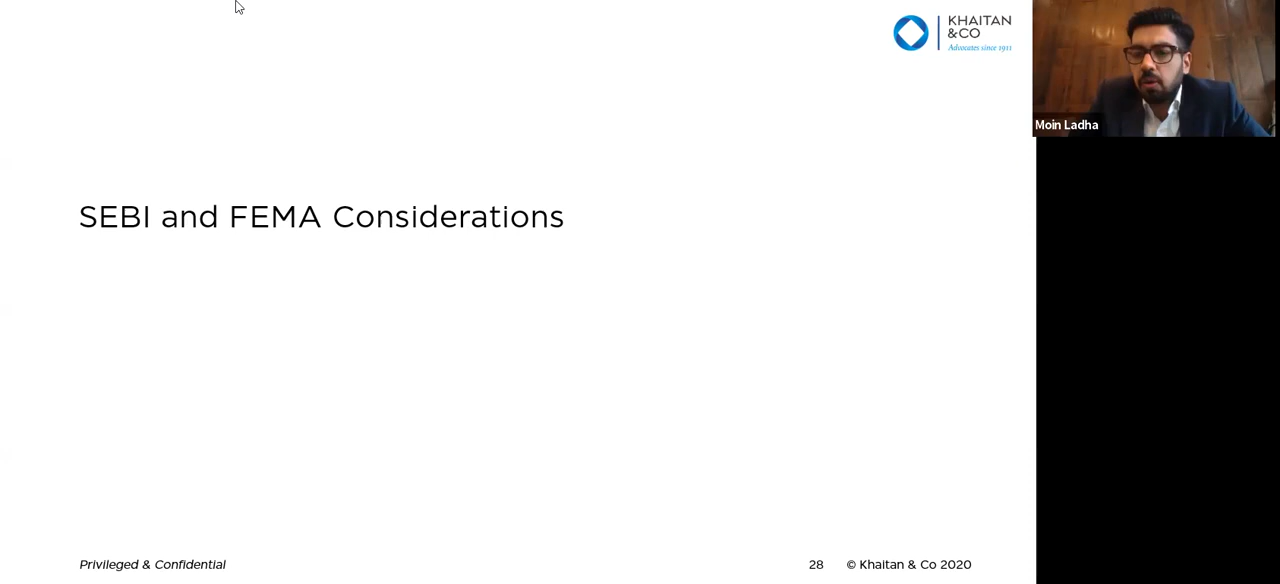 KHAITAN
&CO
Advocates since 1911
Moin Ladha
SEBI and FEMA Considerations
Privileged & Confidential
28
© Khaitan & Co 2020